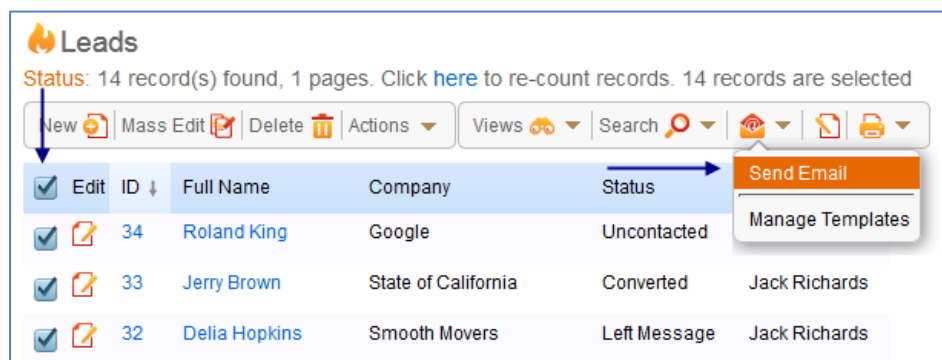 Leads
Status: 14 record(s) found, 1 pages. Click here to re-count records. 14 records are selected
New Mass Edit Delete Actions Views Search
Send Email
Manage Templates
Edit ID Full Name Company Status
34 Roland King Google Uncontacted
33 Jerry Brown State of California Converted Jack Richards
32 Delia Hopkins Smooth Movers Left Message Jack Richards